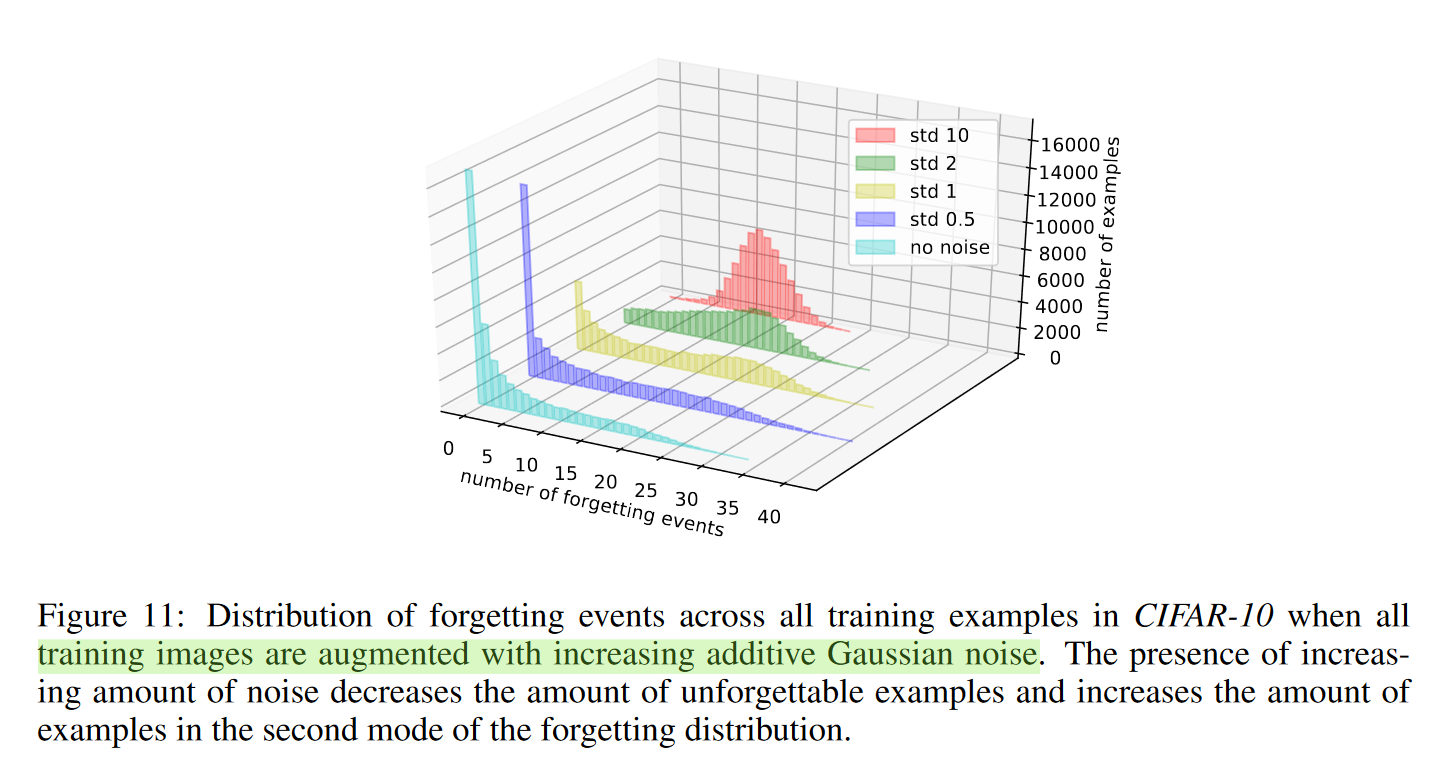 std 10
std 2
std 1
std 0.5
no noise
16000
14000
12000
10000
8000
6000
4000
2000
0
number of examples
0
5
10
15
20
25
30
35
40
number of forgetting events
Figure 11: Distribution of forgetting events across all training examples in CIFAR-10 when all
training images are augmented with increasing additive Gaussian noise. The presence of increas-
ing amount of noise decreases the amount of unforgettable examples and increases the amount of
examples in the second mode of the forgetting distribution.